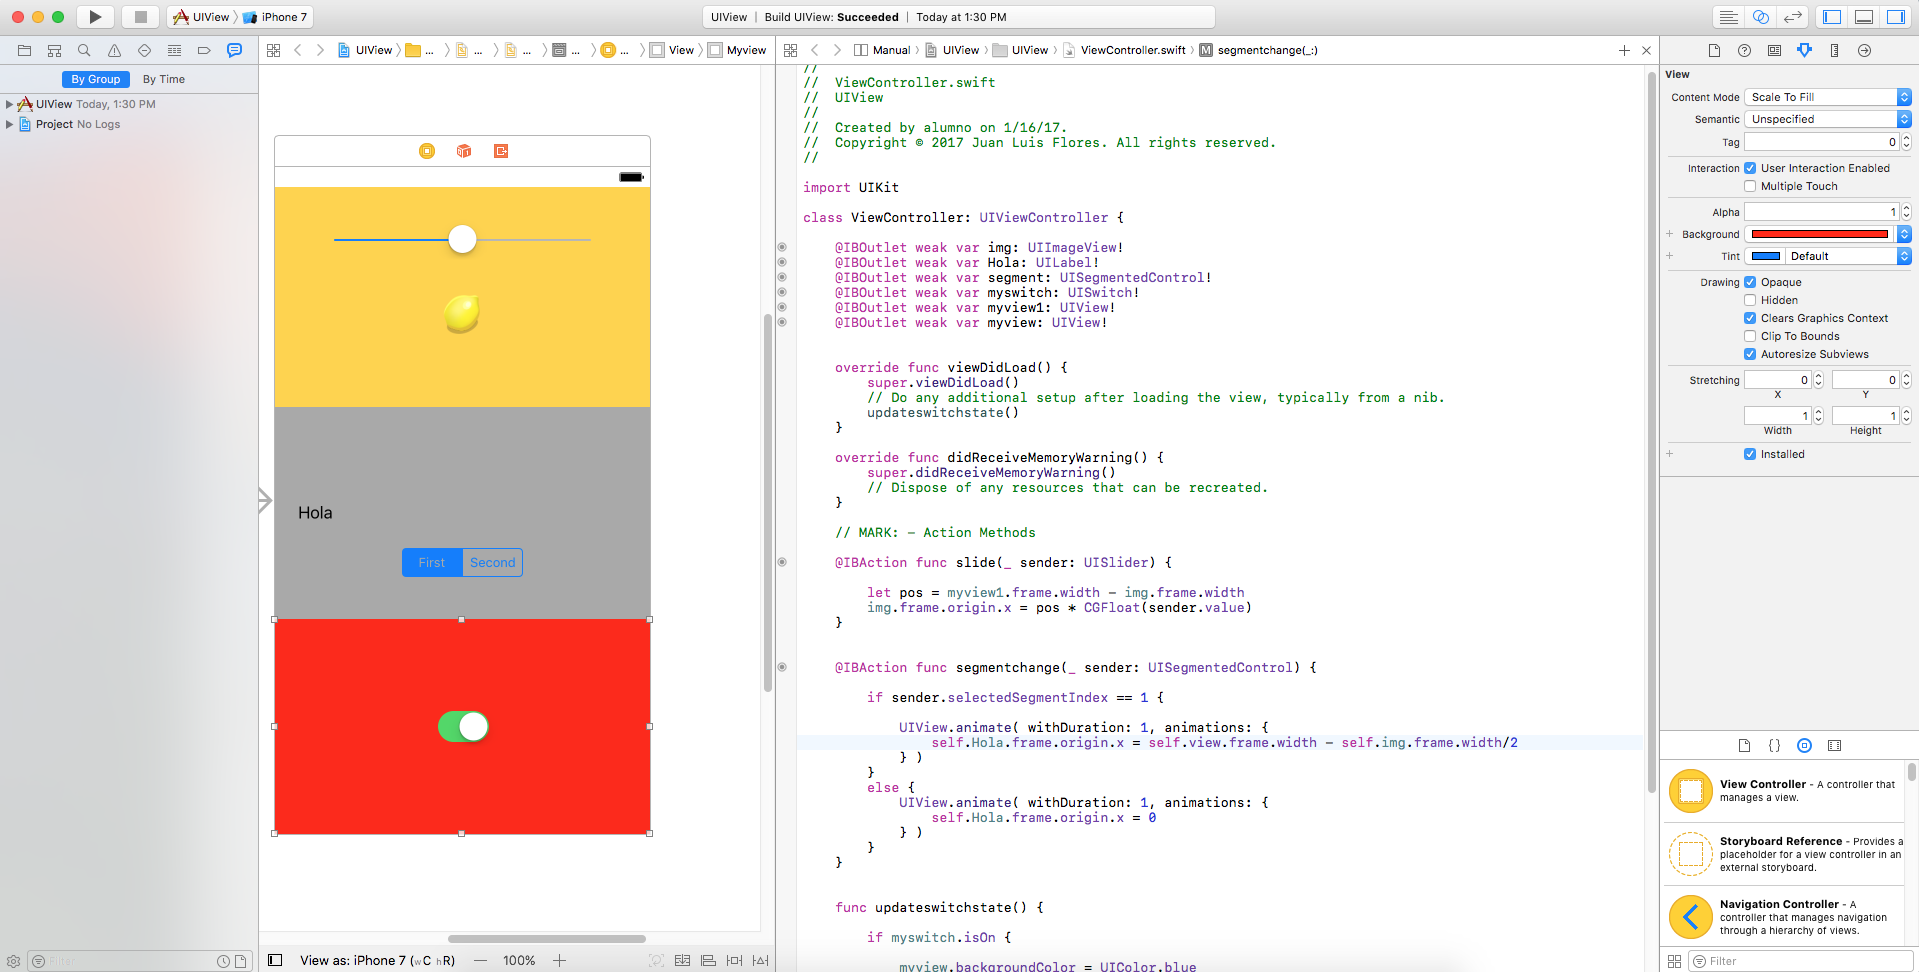 UIView
iPhone 7
UIView | Build UIView: Succeeded | Today at 1:30 PM
UIView
...
...
...
...
...
View
Myview
Manual
UIView
UIView
ViewController.swift
M segmentchange(_:)
By Group
By Time
UIView Today, 1:30 PM
Project No Logs
Filter
Hola
First
Second
View as: iPhone 7 (wC hR)
— 100% +
//
//  ViewController.swift
//  UIView
//
//  Created by alumno on 1/16/17.
//  Copyright © 2017 Juan Luis Flores. All rights reserved.
//
import UIKit
class ViewController: UIViewController {
@IBOutlet weak var img: UIImageView!
@IBOutlet weak var Hola: UILabel!
@IBOutlet weak var segment: UISegmentedControl!
@IBOutlet weak var myswitch: UISwitch!
@IBOutlet weak var myview1: UIView!
@IBOutlet weak var myview: UIView!
override func viewDidLoad() {
super.viewDidLoad()
// Do any additional setup after loading the view, typically from a nib.
updateswitchstate()
}
override func didReceiveMemoryWarning() {
super.didReceiveMemoryWarning()
// Dispose of any resources that can be recreated.
}
// MARK: - Action Methods
@IBAction func slide(_ sender: UISlider) {
let pos = myview1.frame.width - img.frame.width
img.frame.origin.x = pos * CGFloat(sender.value)
}
@IBAction func segmentchange(_ sender: UISegmentedControl) {
if sender.selectedSegmentIndex == 1 {
UIView.animate( withDuration: 1, animations: {
self.Hola.frame.origin.x = self.view.frame.width - self.img.frame.width/2
} )
}
else {
UIView.animate( withDuration: 1, animations: {
self.Hola.frame.origin.x = 0
} )
}
}
func updateswitchstate() {
if myswitch.isOn {
myview.backgroundColor = UIColor.blue
View
Content Mode Scale To Fill
Semantic Unspecified
Tag 0
Interaction User Interaction Enabled
Multiple Touch
Alpha 1
Background
Tint Default
Drawing Opaque
Hidden
Clears Graphics Context
Clip To Bounds
Autoresize Subviews
Stretching 0 0
X Y
1 1
Width Height
Installed
View Controller - A controller that
manages a view.
Storyboard Reference - Provides a
placeholder for a view controller in an
external storyboard.
Navigation Controller - A
controller that manages navigation
through a hierarchy of views.
Filter